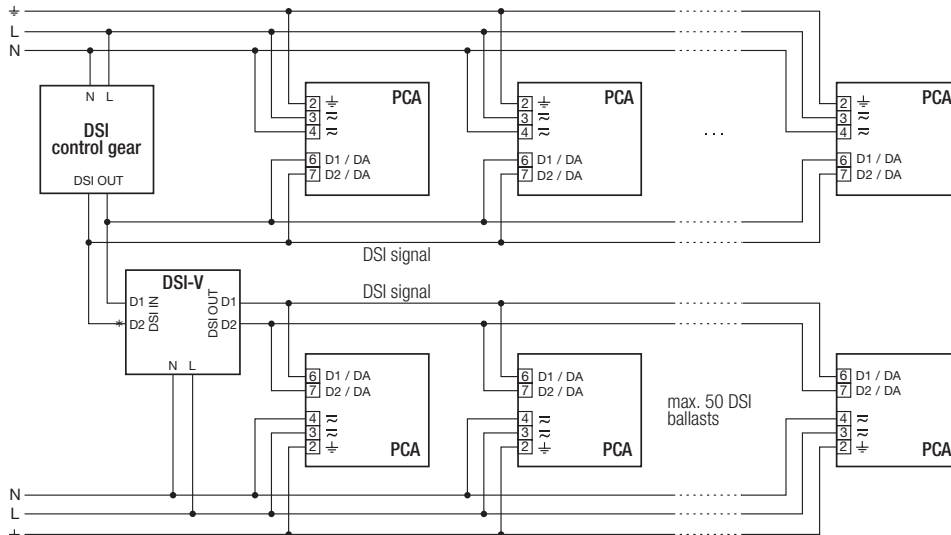 L
N
N L
DSI
control gear
DSI OUT
PCA
2
3
4
6 D1 / DA
7 D2 / DA
PCA
2
3
4
6 D1 / DA
7 D2 / DA
...
PCA
2
3
4
6 D1 / DA
7 D2 / DA
DSI signal
DSI-V
D1
* D2
DSI IN
DSI OUT
D1
D2
N L
DSI signal
6 D1 / DA
7 D2 / DA
4
3
2
PCA
6 D1 / DA
7 D2 / DA
4
3
2
PCA
max. 50 DSI
ballasts
6 D1 / DA
7 D2 / DA
4
3
2
PCA
N
L